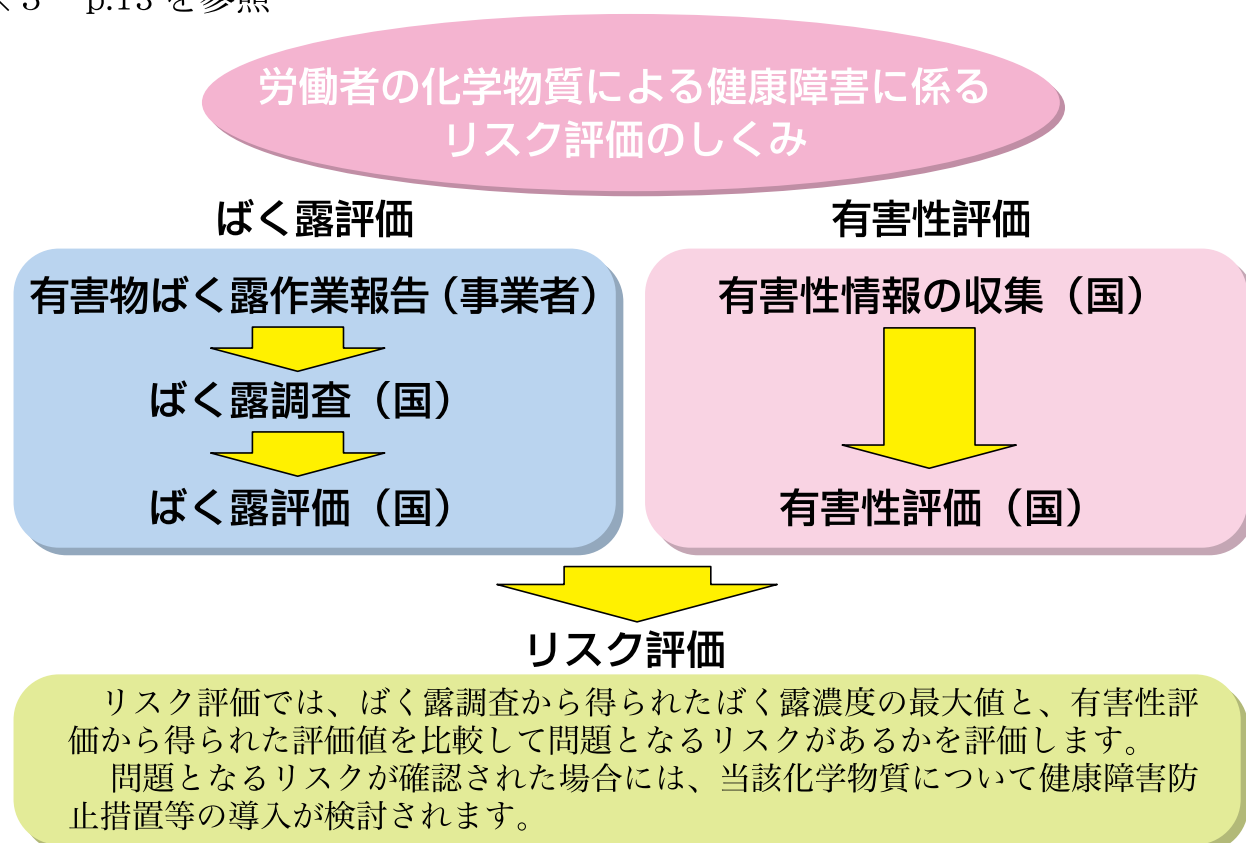 p.13 を参照
労働者の化学物質による健康障害に係る
リスク評価のしくみ
ばく露評価
有害物ばく露作業報告（事業者）
ばく露調査（国）
ばく露評価（国）
有害性評価
有害性情報の収集（国）
有害性評価（国）
リスク評価
リスク評価では、ばく露調査から得られたばく露濃度の最大値と、有害性評
価から得られた評価値を比較して問題となるリスクがあるかを評価します。
問題となるリスクが確認された場合には、当該化学物質について健康障害防
止措置等の導入が検討されます。